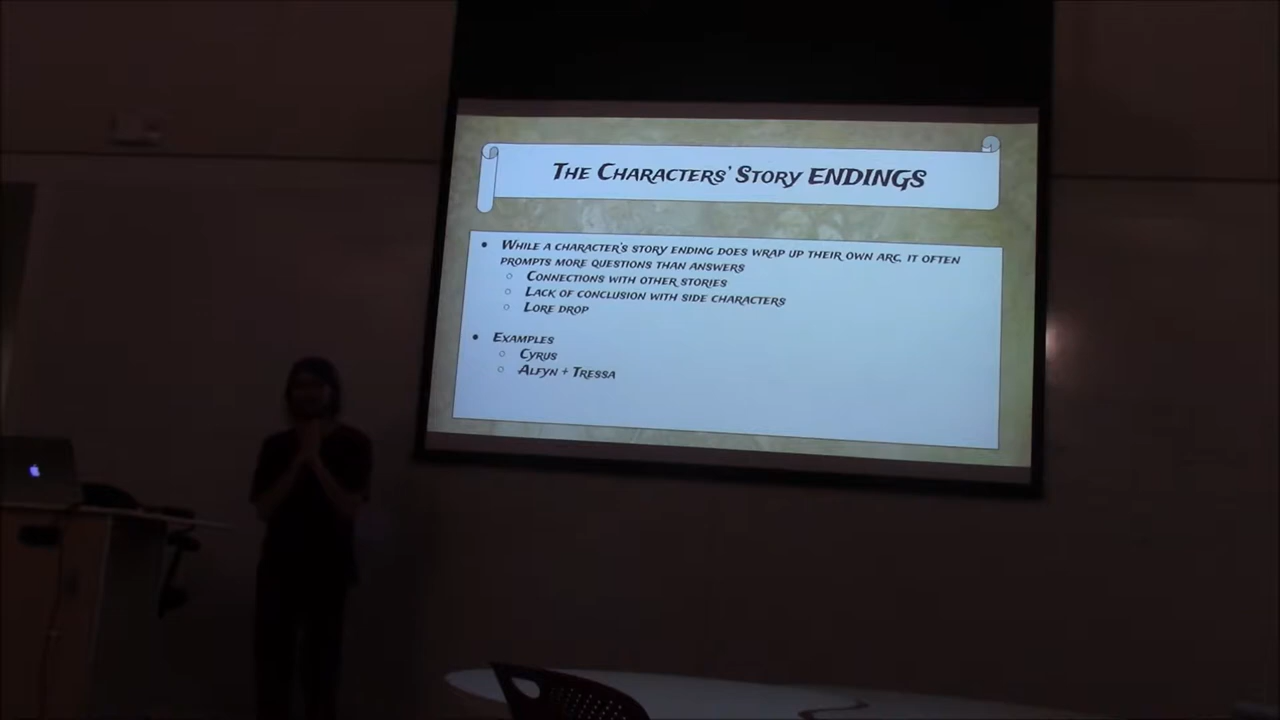 The Characters' Story ENDINGS
While a character's story ending does wrap up their own arc, it often
prompts more questions than answers
Connections with other stories
Lack of conclusion with side characters
Lore drop
Examples
Cyrus
Alfyn + Tressa